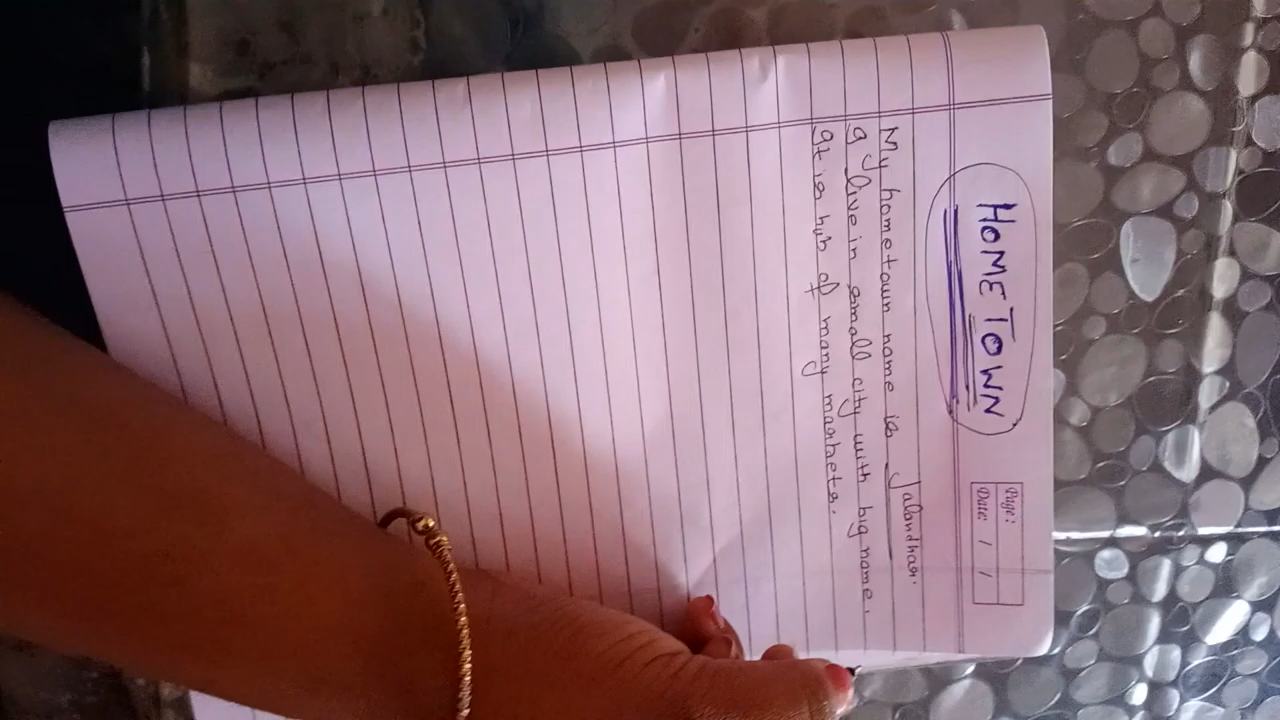 HOMETOWN
Page:
Date: / /
My hometown name is Jalandhar.
I live in small city with big name.
It is hub of many markets.